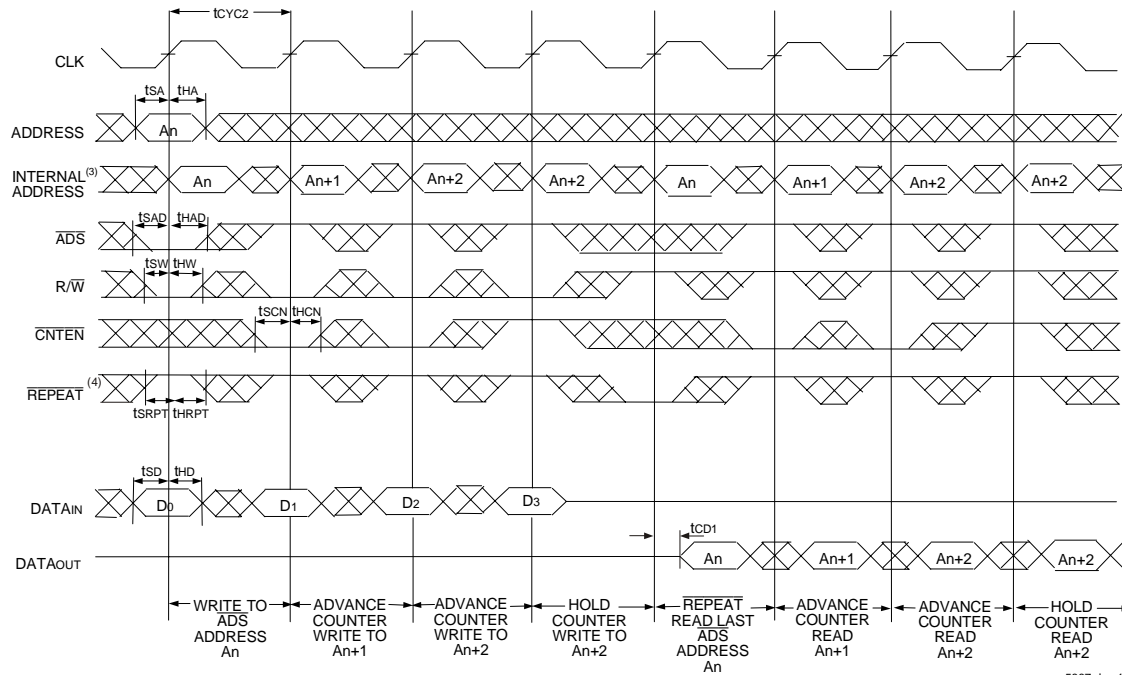 tCYC2
CLK
tSA tHA
ADDRESS An
INTERNAL(3)
ADDRESS
An An+1 An+2 An+2 An An+1 An+2 An+2
tSAD tHAD
ADS
tSW tHW
R/W
tSCN tHCN
CNTEN
REPEAT (4)
tSRPT tHRPT
tSD tHD
DATAIN D0 D1 D2 D3
tCD1
DATAOUT An An+1 An+2 An+2
WRITE TO
ADS
ADDRESS
An
ADVANCE
COUNTER
WRITE TO
An+1
ADVANCE
COUNTER
WRITE TO
An+2
HOLD
COUNTER
WRITE TO
An+2
REPEAT
READ LAST
ADS
ADDRESS
An
ADVANCE
COUNTER
READ
An+1
ADVANCE
COUNTER
READ
An+2
HOLD
COUNTER
READ
An+2